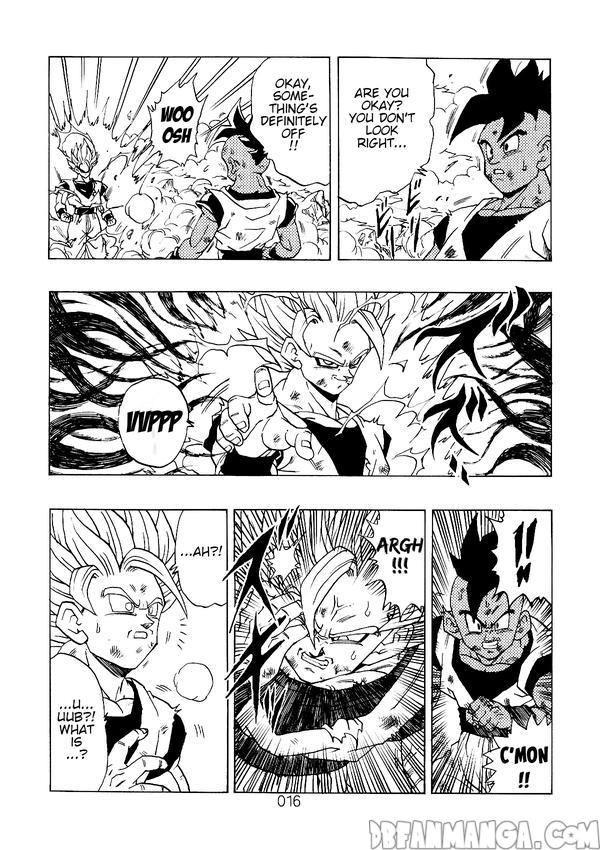 ARE YOU
OKAY?
YOU DON'T
LOOK
RIGHT...
OKAY,
SOME-
THING'S
DEFINITELY
OFF
!!
WOO
OSH
VVPPP
!!
C'MON
!!
ARGH
!!!
...AH?!
...U...
UUB?!
WHAT
IS
...?
016
DBFANMANGA.COM